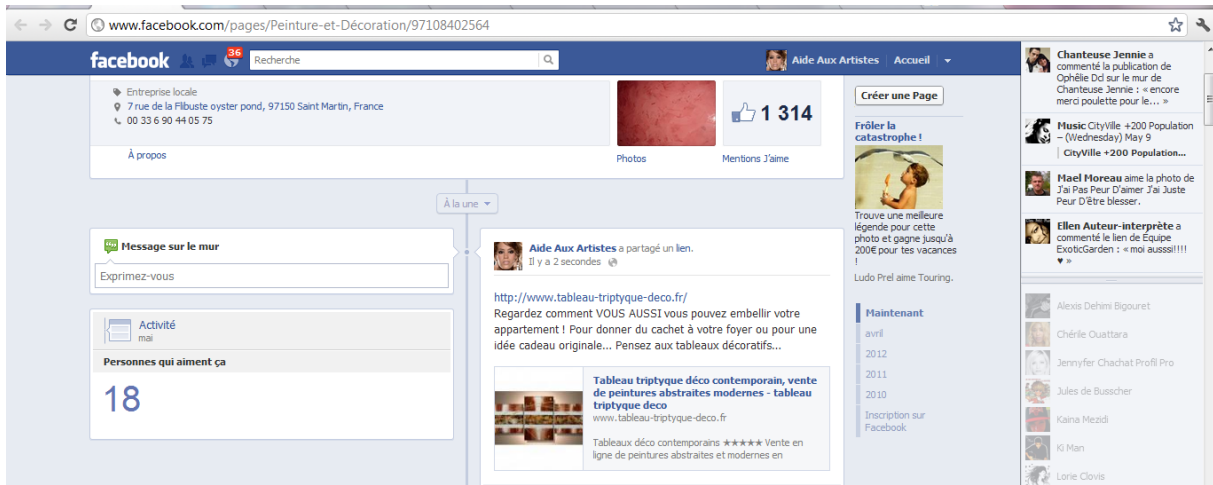 www.facebook.com/pages/Peinture-et-Décoration/97108402564
facebook
36
Recherche
Aide Aux Artistes
Accueil
Entreprise locale
7 rue de la Flibuste oyster pond, 97150 Saint Martin, France
00 33 6 90 44 05 75
À propos
Photos
1 314
Mentions J'aime
À la une
Message sur le mur
Exprimez-vous
Activité
mai
Personnes qui aiment ça
18
Aide Aux Artistes a partagé un lien.
Il y a 2 secondes
http://www.tableau-triptyque-deco.fr/
Regardez comment VOUS AUSSI vous pouvez embellir votre
appartement ! Pour donner du cachet à votre foyer ou pour une
idée cadeau originale... Pensez aux tableaux décoratifs...
Tableau triptyque déco contemporain, vente
de peintures abstraites modernes - tableau
triptyque deco
www.tableau-triptyque-deco.fr
Tableaux déco contemporains ★★★★★ Vente en
ligne de peintures abstraites et modernes en
Créer une Page
Frôler la
catastrophe !
Trouve une meilleure
légende pour cette
photo et gagne jusqu'à
200€ pour tes vacances
!
Ludo Prel aime Touring.
Maintenant
avril
2012
2011
2010
Inscription sur
Facebook
Chanteuse Jennie a
commenté la publication de
Ophélie Dcl sur le mur de
Chanteuse Jennie : « encore
merci poulette pour le... »
Music CityVille +200 Population
– (Wednesday) May 9
CityVille +200 Population...
Mael Moreau aime la photo de
J'ai Pas Peur D'aimer J'ai Juste
Peur D'être blesser.
Ellen Auteur-interprète a
commenté le lien de Équipe
ExoticGarden : « moi ausssi!!!!
♥ »
Alexis Dehimi Bigouret
Chérile Ouattara
Jennyfer Chachat Profil Pro
Jules de Busscher
Kaina Mezidi
Ki Man
Lorie Clovis